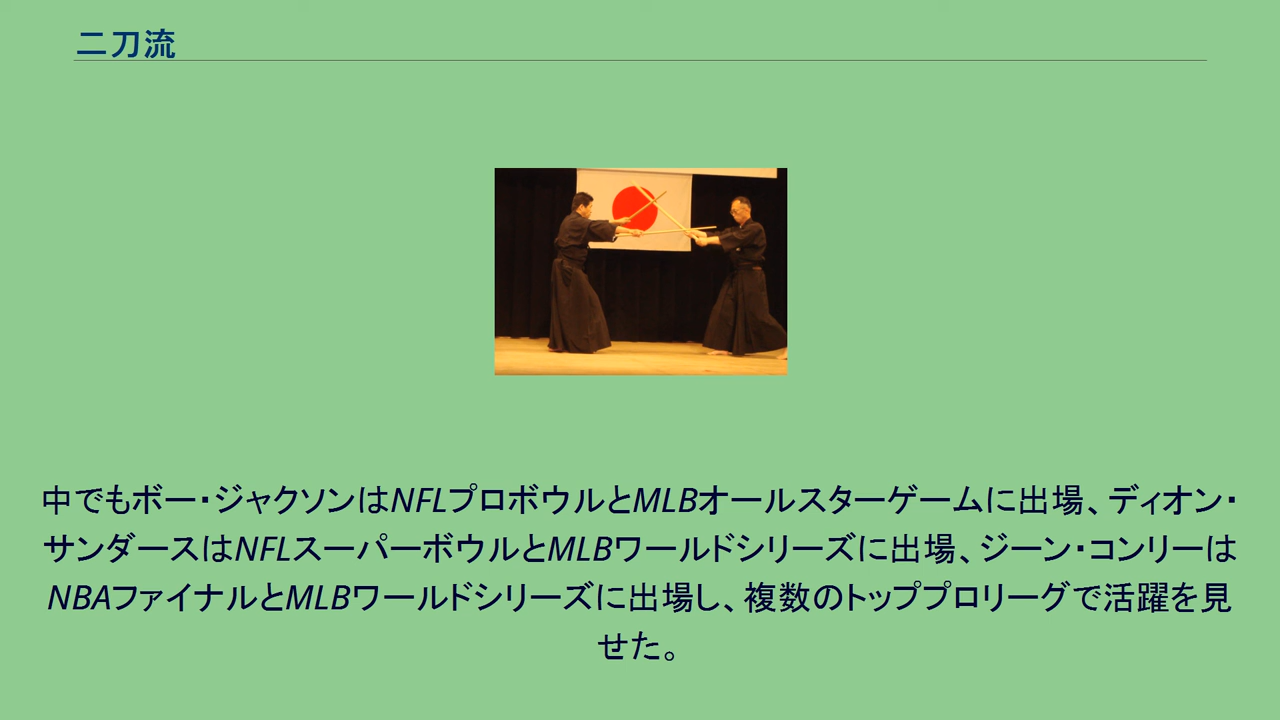 二刀流
中でもボー・ジャクソンはNFLプロボウルとMLBオールスターゲームに出場、ディオン・
サンダースはNFLスーパーボウルとMLBワールドシリーズに出場、ジーン・コンリーは
NBAファイナルとMLBワールドシリーズに出場し、複数のトッププロリーグで活躍を見
せた。